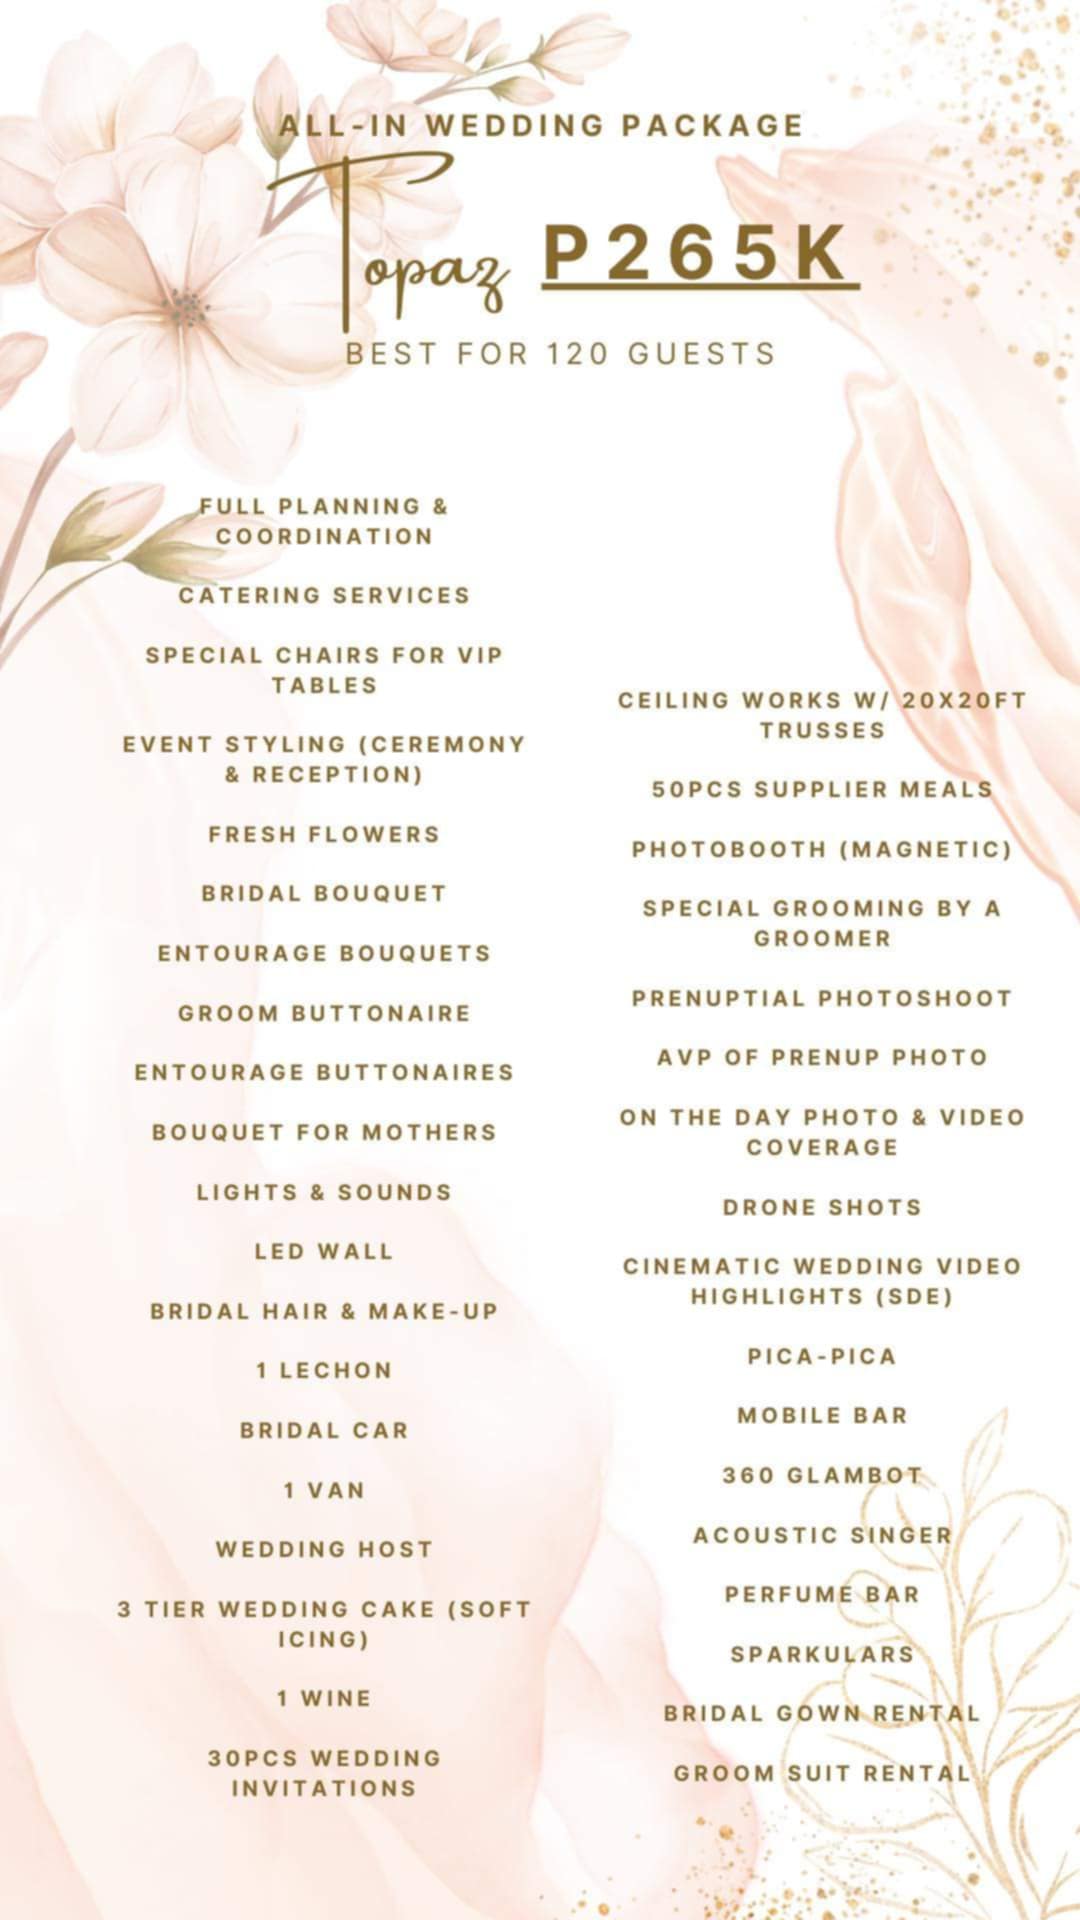 ALL-IN WEDDING PACKAGE
Topaz P265K
BEST FOR 120 GUESTS
FULL PLANNING &
COORDINATION
CATERING SERVICES
SPECIAL CHAIRS FOR VIP
TABLES
EVENT STYLING (CEREMONY
& RECEPTION)
FRESH FLOWERS
BRIDAL BOUQUET
ENTOURAGE BOUQUETS
GROOM BUTTONAIRE
ENTOURAGE BUTTONAIRES
BOUQUET FOR MOTHERS
LIGHTS & SOUNDS
LED WALL
BRIDAL HAIR & MAKE-UP
1 LECHON
BRIDAL CAR
1 VAN
WEDDING HOST
3 TIER WEDDING CAKE (SOFT
ICING)
1 WINE
30PCS WEDDING
INVITATIONS
CEILING WORKS W/ 20X20FT
TRUSSES
50PCS SUPPLIER MEALS
PHOTOBOOTH (MAGNETIC)
SPECIAL GROOMING BY A
GROOMER
PRENUPTIAL PHOTOSHOOT
AVP OF PRENUP PHOTO
ON THE DAY PHOTO & VIDEO
COVERAGE
DRONE SHOTS
CINEMATIC WEDDING VIDEO
HIGHLIGHTS (SDE)
PICA-PICA
MOBILE BAR
360 GLAMBOT
ACOUSTIC SINGER
PERFUME BAR
SPARKULARS
BRIDAL GOWN RENTAL
GROOM SUIT RENTAL